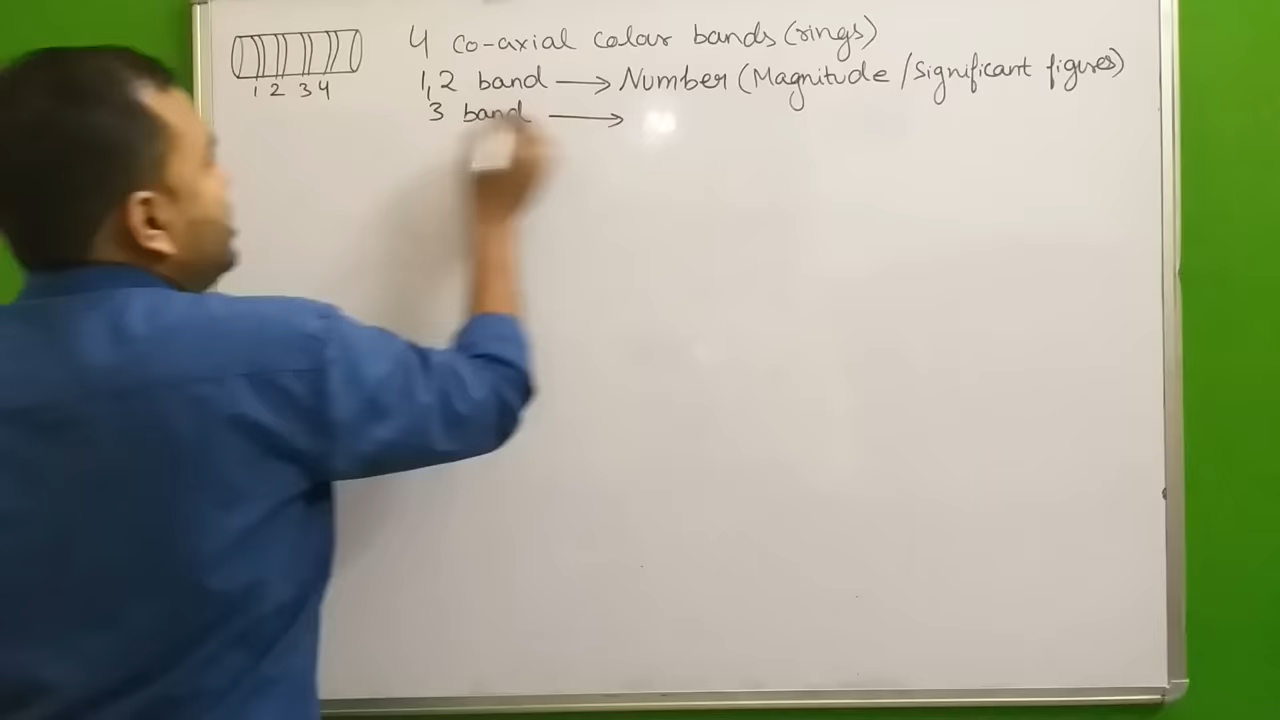 4 co-axial color bands (rings)
1,2 band → Number (Magnitude / Significant figures)
3 band →
1 2 3 4